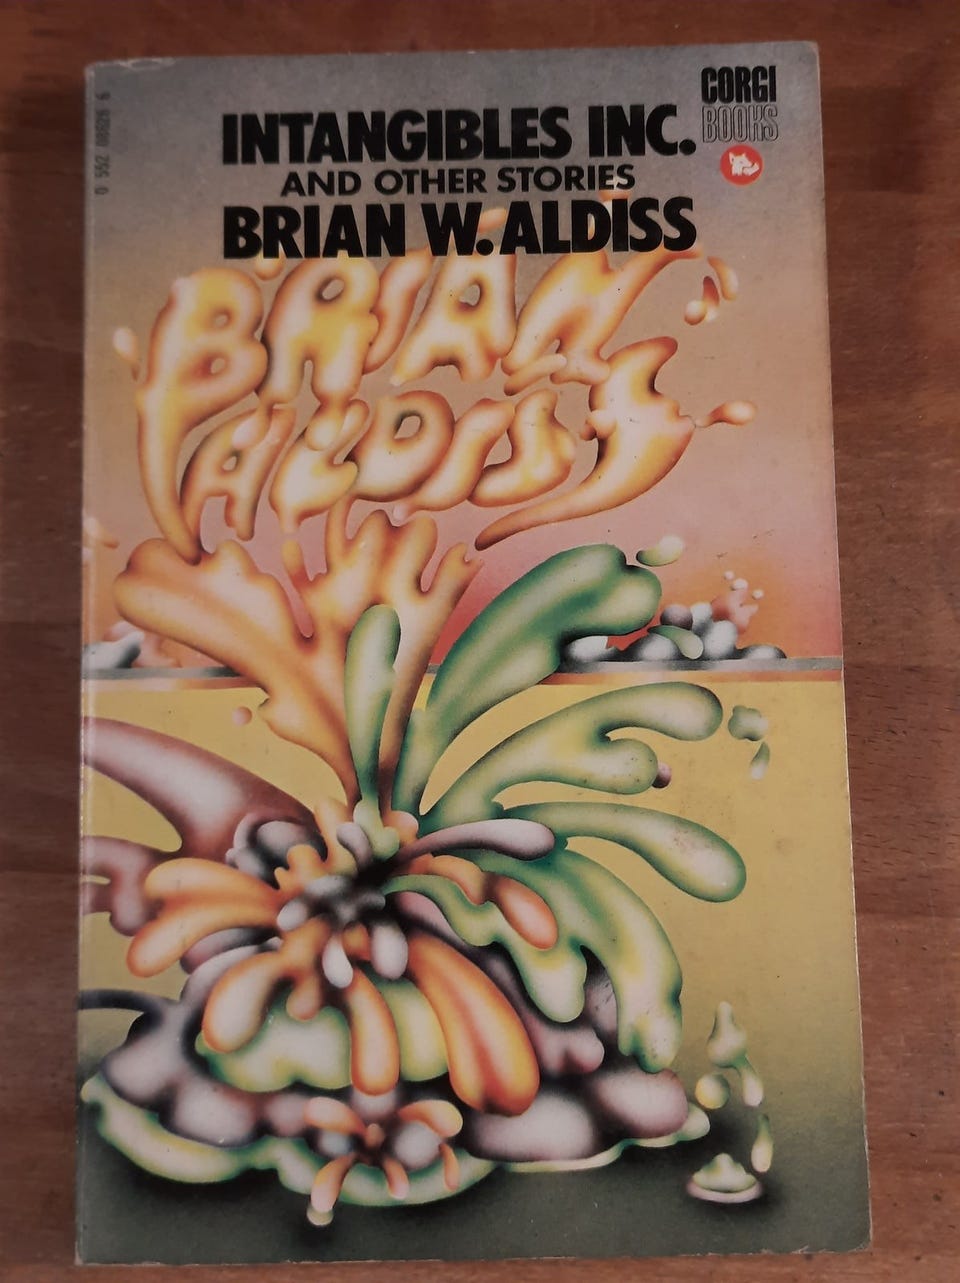 CORGI
BOOKS
INTANGIBLES INC.
AND OTHER STORIES
BRIAN W. ALDISS
BRIAN
ALDISS